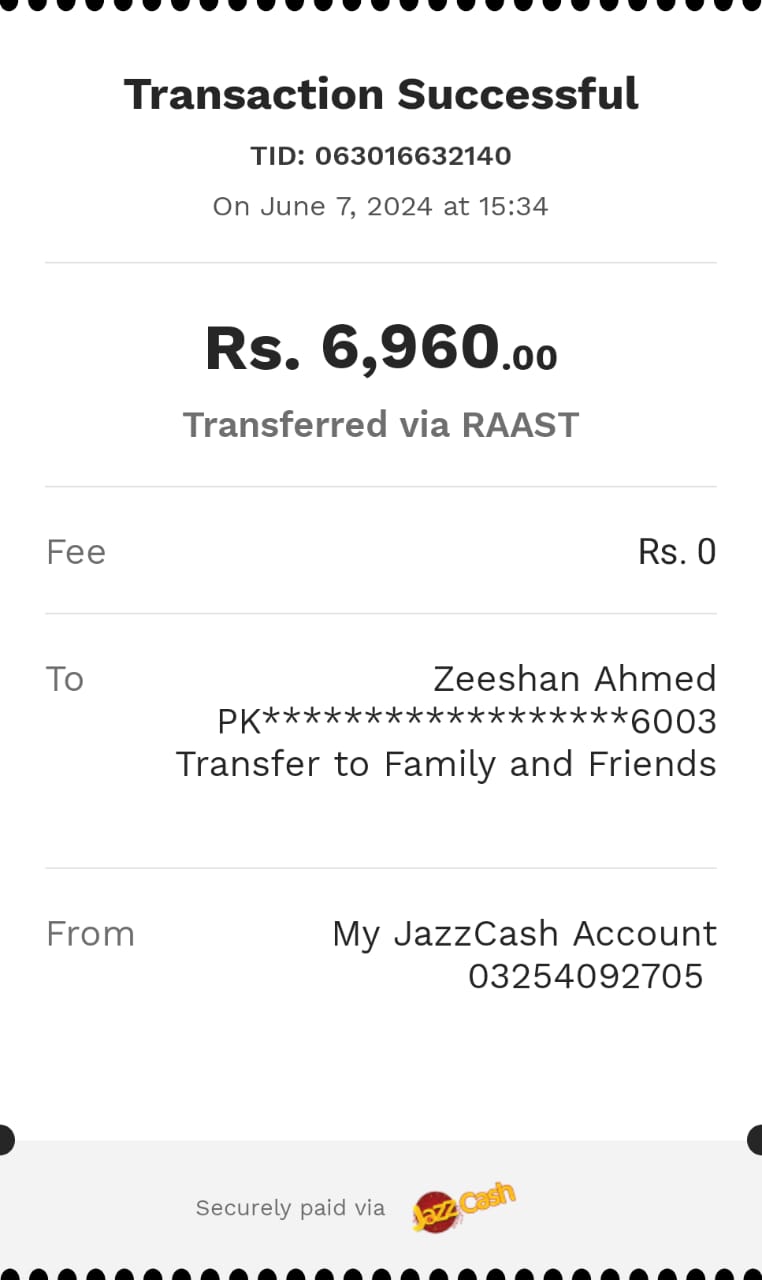 Transaction Successful
TID: 063016632140
On June 7, 2024 at 15:34
Rs. 6,960.00
Transferred via RAAST
Fee Rs. 0
To Zeeshan Ahmed
PK******************6003
Transfer to Family and Friends
From My JazzCash Account
03254092705
Securely paid via JazzCash